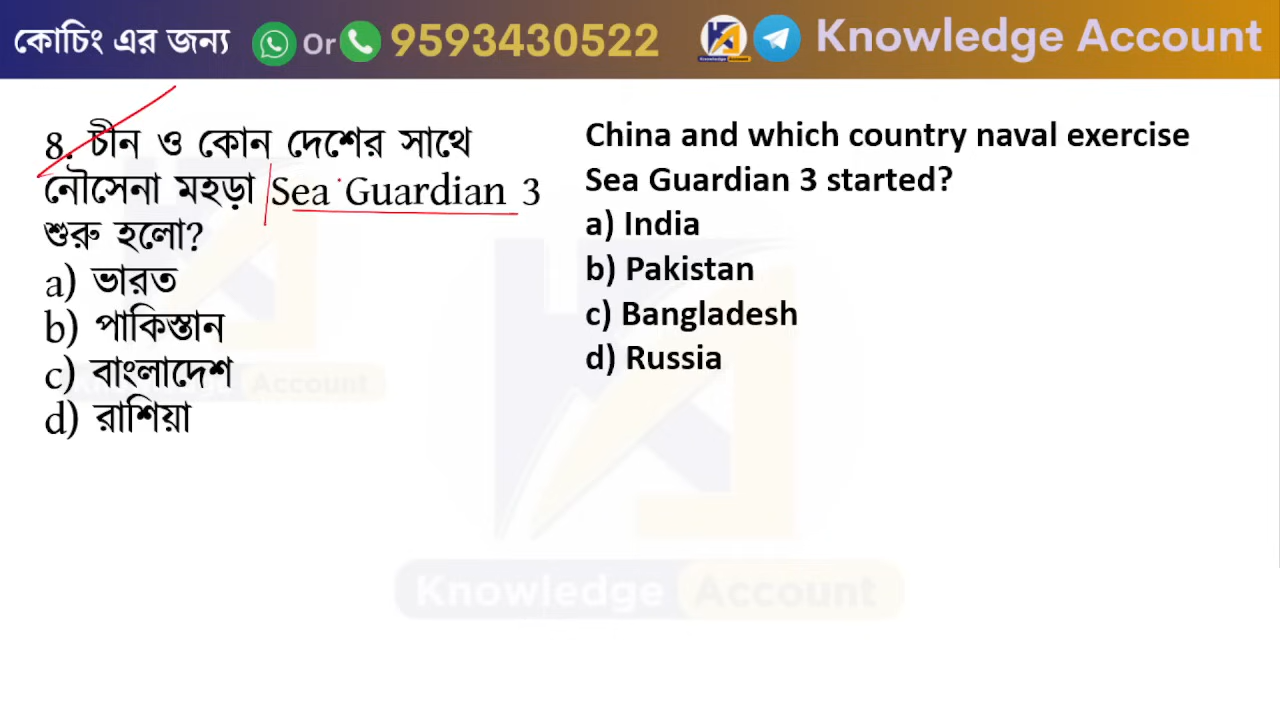 কোচিং এর জন্য Or 9593430522 Knowledge Account
8. চীন ও কোন দেশের সাথে
নৌসেনা মহড়া Sea Guardian 3
শুরু হলো?
a) ভারত
b) পাকিস্তান
c) বাংলাদেশ
d) রাশিয়া
China and which country naval exercise
Sea Guardian 3 started?
a) India
b) Pakistan
c) Bangladesh
d) Russia
Knowledge Account